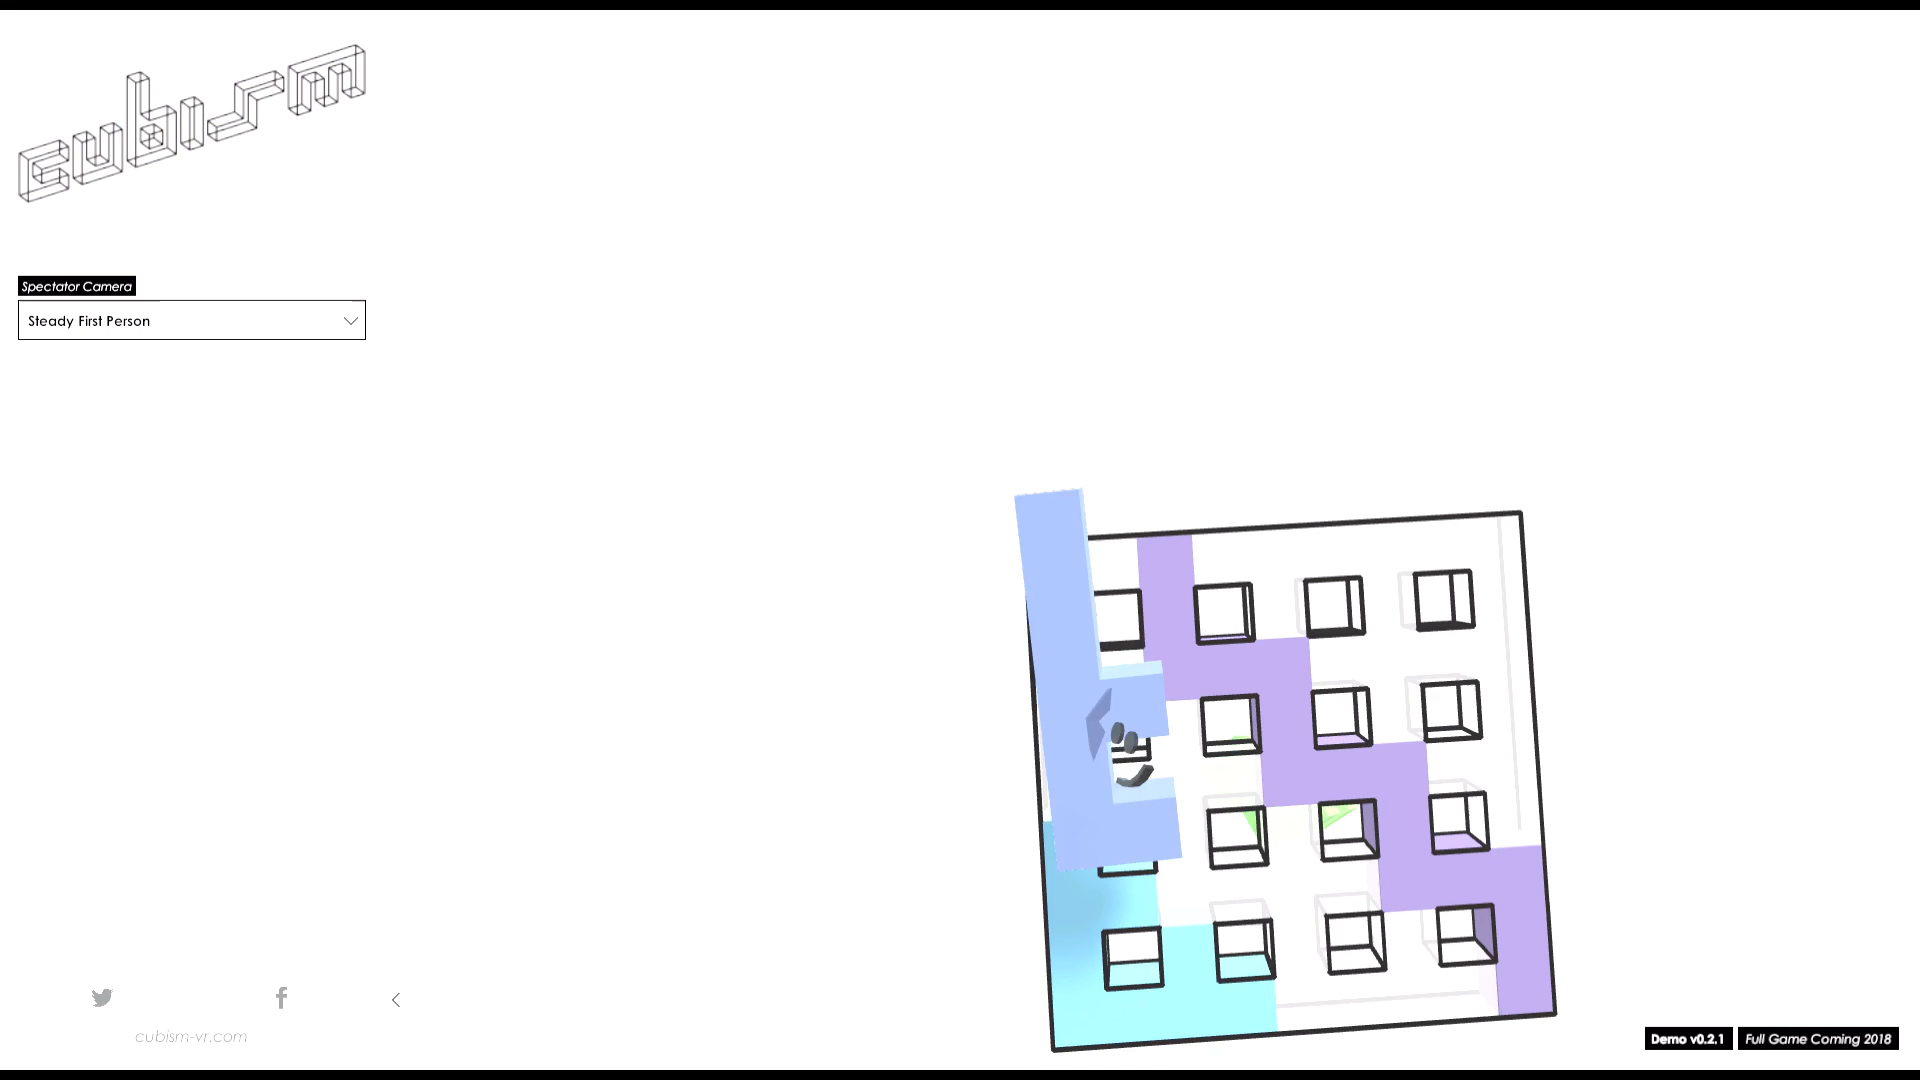 cubism
Spectator Camera
Steady First Person
cubism-vr.com
Demo v0.2.1
Full Game Coming 2018